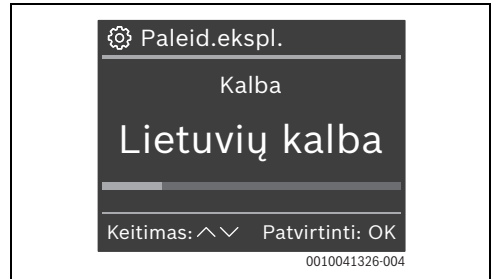 Paleid.ekspl.
Kalba
Lietuvių kalba
Keitimas: Patvirtinti: OK
0010041326-004